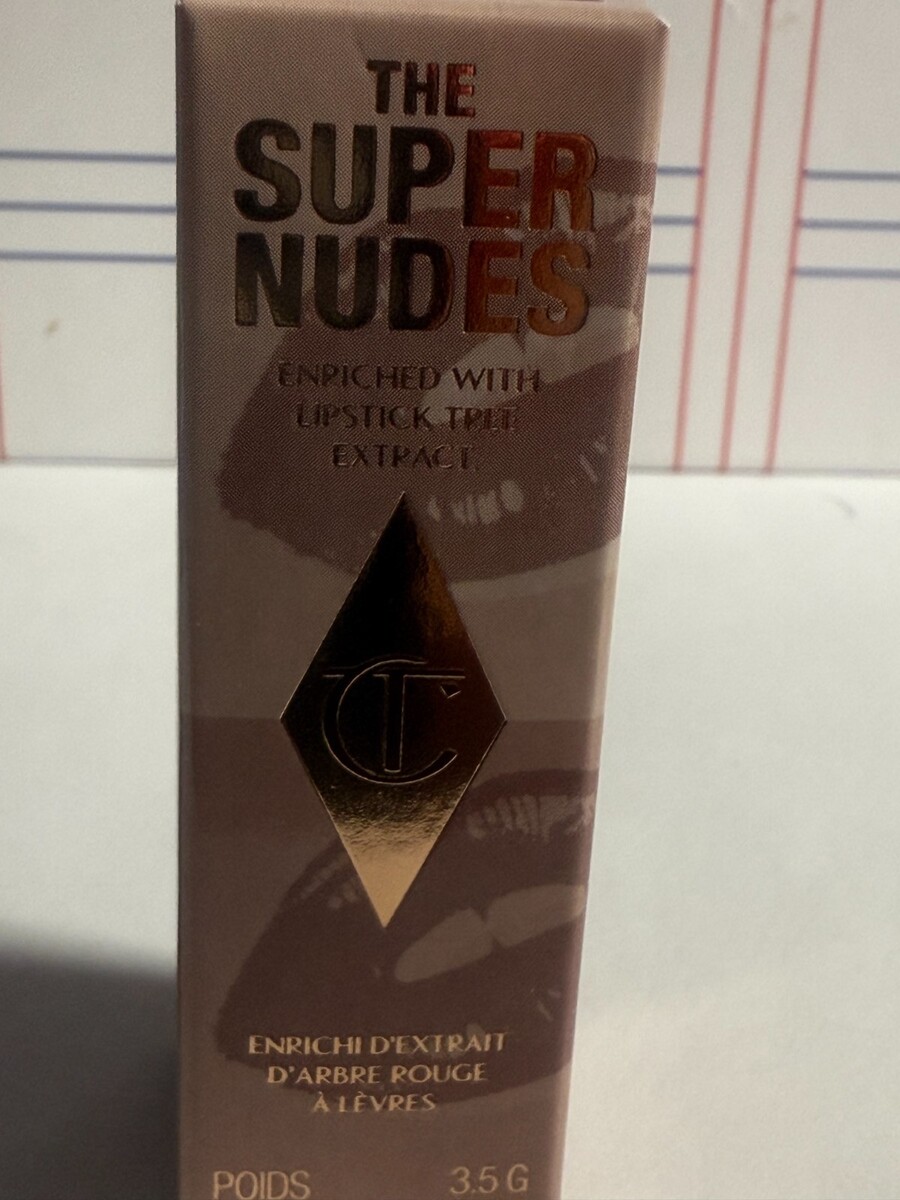 THE
SUPER
NUDES
ENRICHED WITH
LIPSTICK TREE
EXTRACT
CT
ENRICHI D'EXTRAIT
D'ARBRE ROUGE
À LÈVRES
POIDS 3.5 G